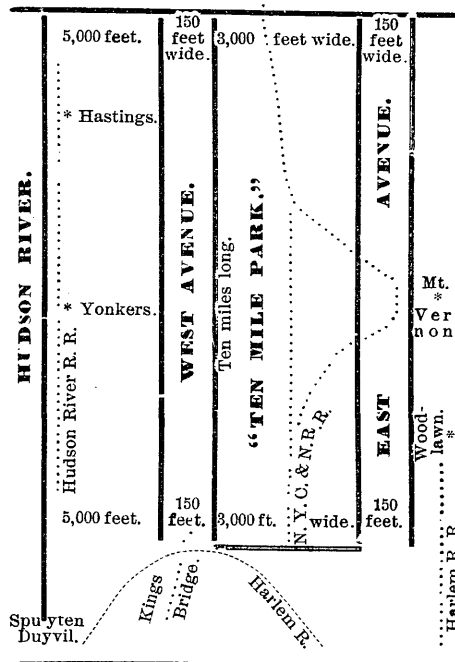 150 150
5,000 feet. feet 3,000 feet wide. feet
wide. wide.
* Hastings.
HUDSON RIVER.
WEST AVENUE.
Ten miles long.
"TEN MILE PARK."
EAST AVENUE.
* Yonkers.
Mt.
*
Ver
non
Hudson River R. R.
N. Y. C. & N. R. R.
Wood-
lawn. *
150 150
5,000 feet. feet. 3,000 ft. wide. feet.
Kings
Bridge.
Harlem R.
Harlem R. R.
Spuyten
Duyvil.